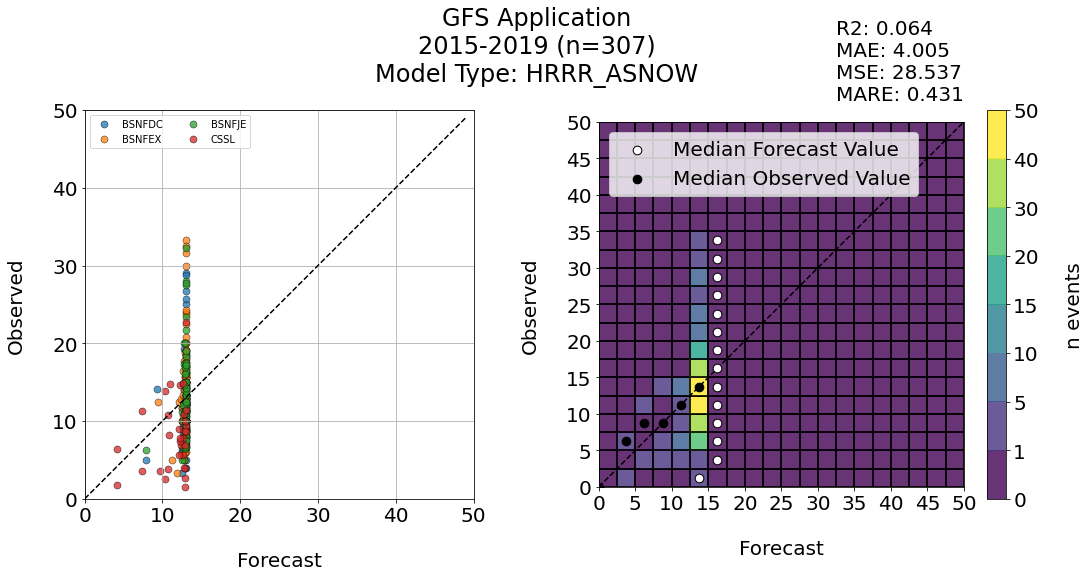 GFS Application
2015-2019 (n=307)
Model Type: HRRR_ASNOW
R2: 0.064
MAE: 4.005
MSE: 28.537
MARE: 0.431
BSNFDC
BSNFEX
BSNFJE
CSSL
50
40
30
20
10
0
Observed
0
10
20
30
40
50
Forecast
Median Forecast Value
Median Observed Value
50
45
40
35
30
25
20
15
10
5
0
Observed
0
5
10
15
20
25
30
35
40
45
50
Forecast
50
40
30
20
15
10
5
1
0
n events